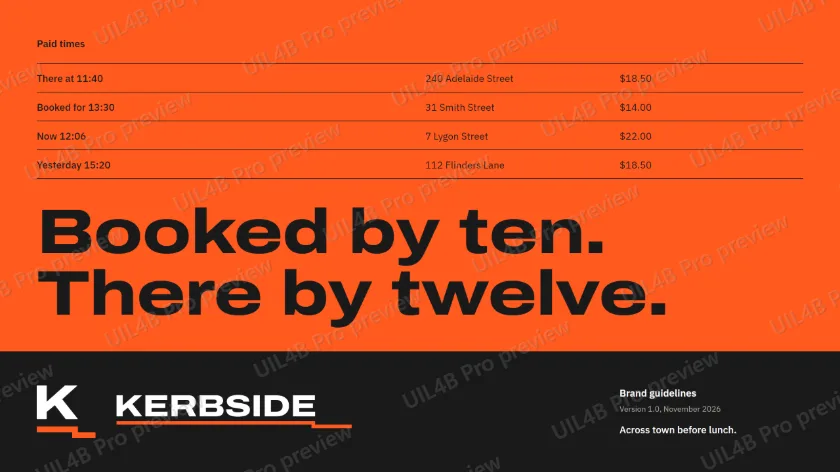 Paid times
There at 11:40 240 Adelaide Street $18.50
Booked for 13:30 31 Smith Street $14.00
Now 12:06 7 Lygon Street $22.00
Yesterday 15:20 112 Flinders Lane $18.50
Booked by ten.
There by twelve.
K KERBSIDE
Brand guidelines
Version 1.0, November 2026
Across town before lunch.
UIL4B Pro preview